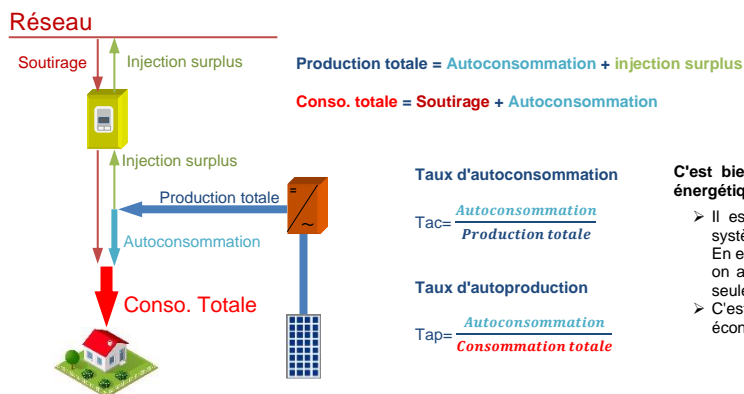 Réseau
Soutirage
Injection surplus
Production totale = Autoconsommation + injection surplus
Conso. totale = Soutirage + Autoconsommation
Injection surplus
Production totale
Autoconsommation
Conso. Totale
Taux d'autoconsommation
Tac= Autoconsommation
Production totale
Taux d'autoproduction
Tap= Autoconsommation
Consommation totale
C'est bie
énergétiq
➢ Il es
systè
En e
on a
seule
➢ C'est
écon